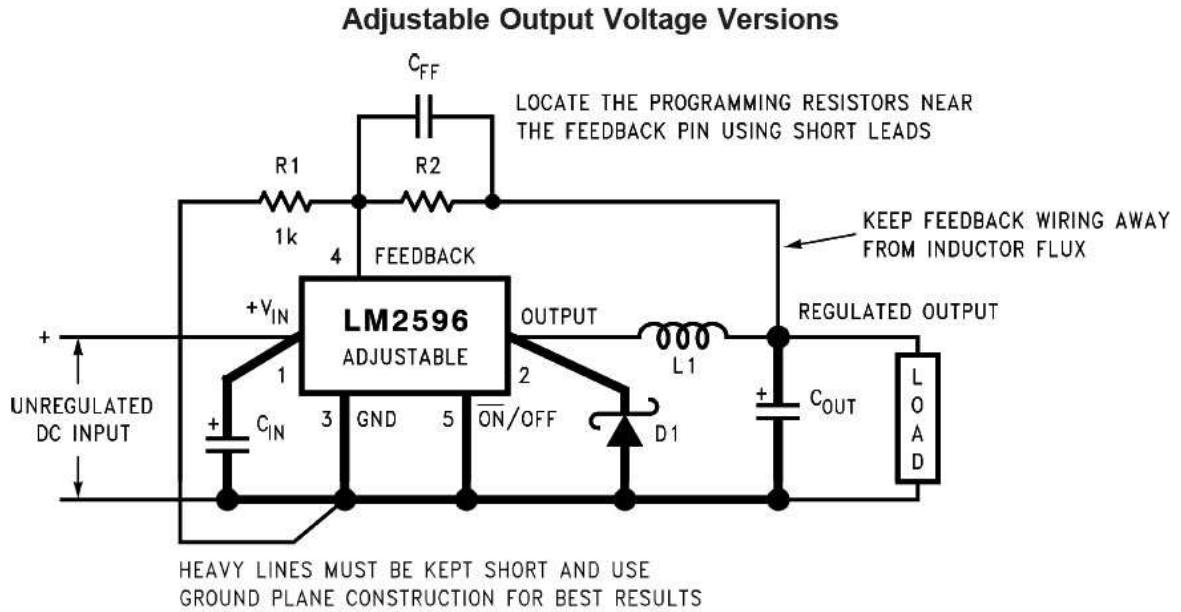 Adjustable Output Voltage Versions
CFF
LOCATE THE PROGRAMMING RESISTORS NEAR
THE FEEDBACK PIN USING SHORT LEADS
R1
R2
1k
KEEP FEEDBACK WIRING AWAY
FROM INDUCTOR FLUX
4
FEEDBACK
+VIN
LM2596
ADJUSTABLE
OUTPUT
REGULATED OUTPUT
+
1
2
L1
UNREGULATED
DC INPUT
+
CIN
3
GND
5
ON/OFF
D1
+
COUT
LOAD
HEAVY LINES MUST BE KEPT SHORT AND USE
GROUND PLANE CONSTRUCTION FOR BEST RESULTS